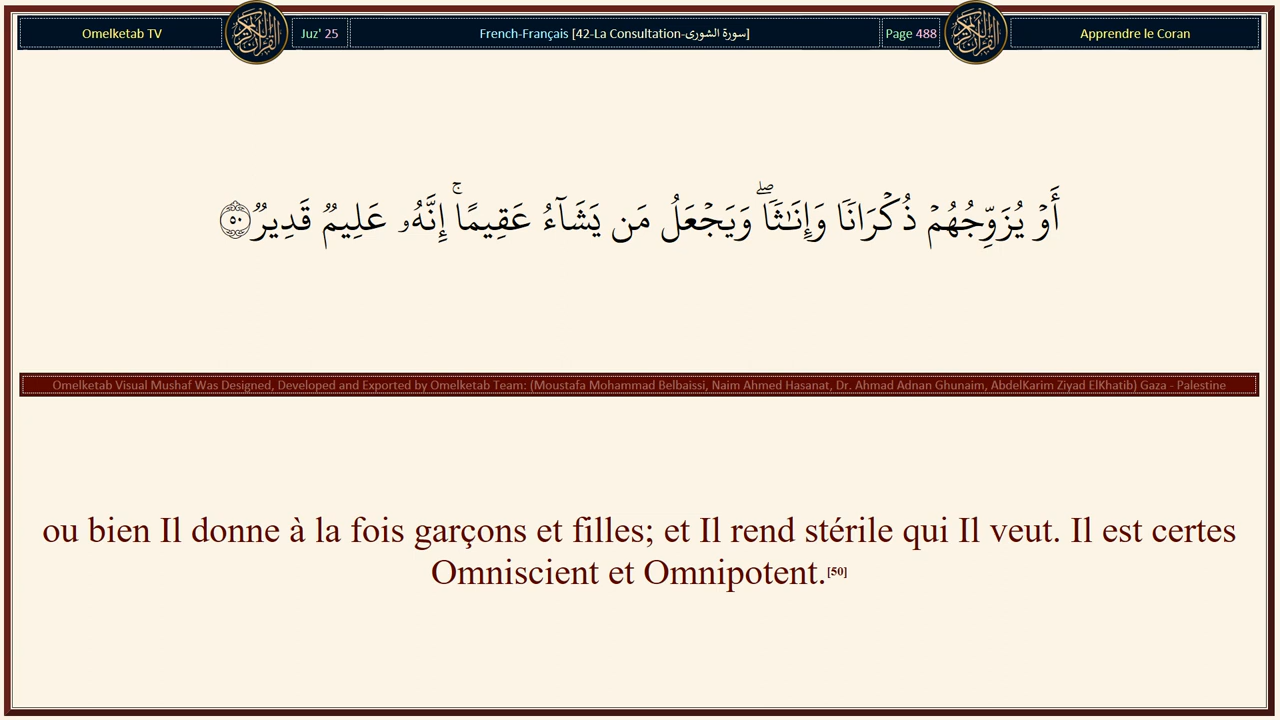 Omelketab TV
Juz' 25
French-Français [42-La Consultation-سورة الشورى]
Page 488
Apprendre le Coran
أَوْ يُزَوِّجُهُمْ ذُكْرَانًا وَإِنَـٰثًا ۖ وَيَجْعَلُ مَن يَشَآءُ عَقِيمًا ۚ إِنَّهُۥ عَلِيمٌ قَدِيرٌ ٥٠
Omelketab Visual Mushaf Was Designed, Developed and Exported by Omelketab Team: (Moustafa Mohammad Belbaissi, Naim Ahmed Hasanat, Dr. Ahmad Adnan Ghunaim, AbdelKarim Ziyad ElKhatib) Gaza - Palestine
ou bien Il donne à la fois garçons et filles; et Il rend stérile qui Il veut. Il est certes
Omniscient et Omnipotent.[50]